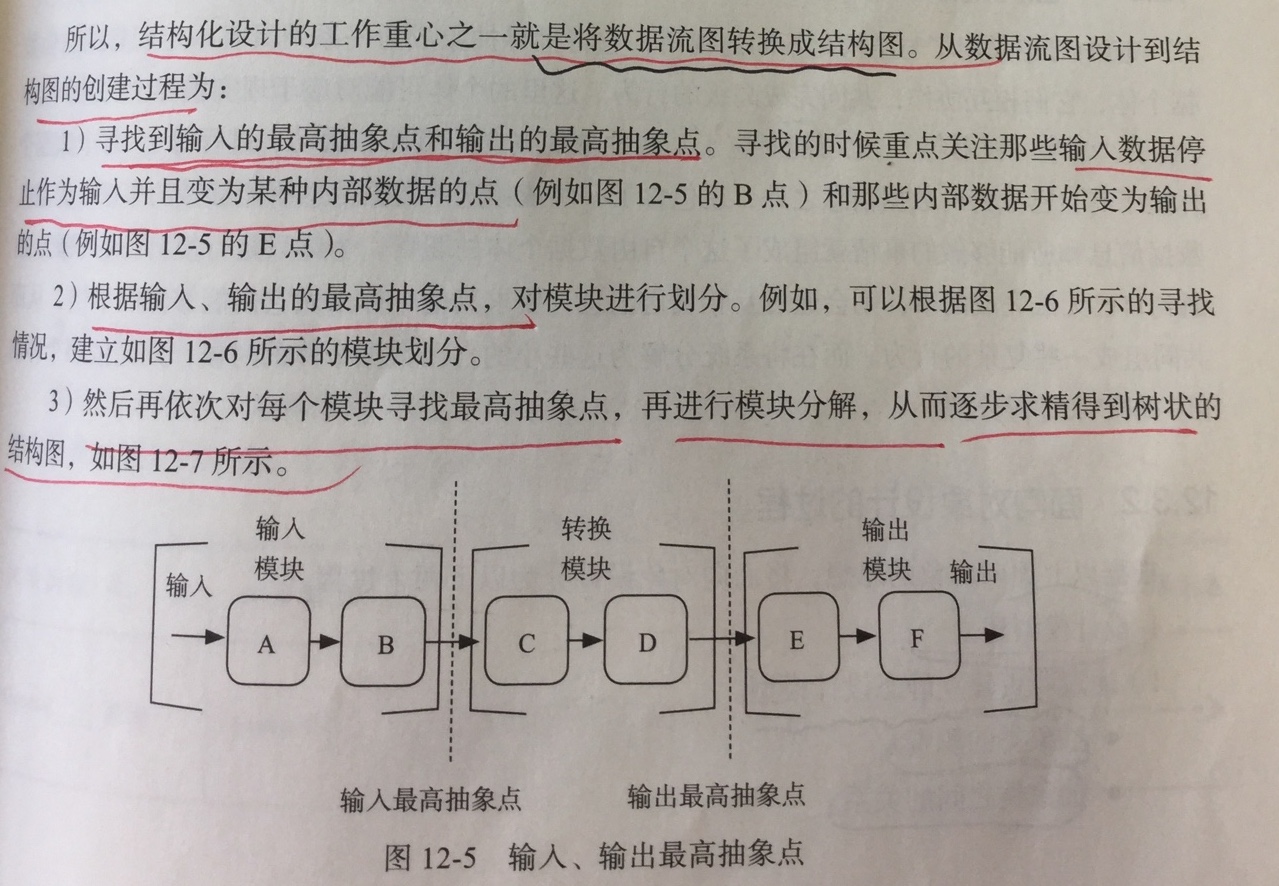 所以，结构化设计的工作重心之一就是将数据流图转换成结构图。从数据流图设计到结
构图的创建过程为：
1）寻找到输入的最高抽象点和输出的最高抽象点。寻找的时候重点关注那些输入数据停
止作为输入并且变为某种内部数据的点（例如图 12-5 的 B 点）和那些内部数据开始变为输出
的点（例如图 12-5 的 E 点）。
2）根据输入、输出的最高抽象点，对模块进行划分。例如，可以根据图 12-6 所示的寻找
情况，建立如图 12-6 所示的模块划分。
3）然后再依次对每个模块寻找最高抽象点，再进行模块分解，从而逐步求精得到树状的
结构图，如图 12-7 所示。
输入
模块
转换
模块
输出
模块
输入
输出
A
B
C
D
E
F
输入最高抽象点
输出最高抽象点
图 12-5 输入、输出最高抽象点
12.3.2 面向对象设计的过程